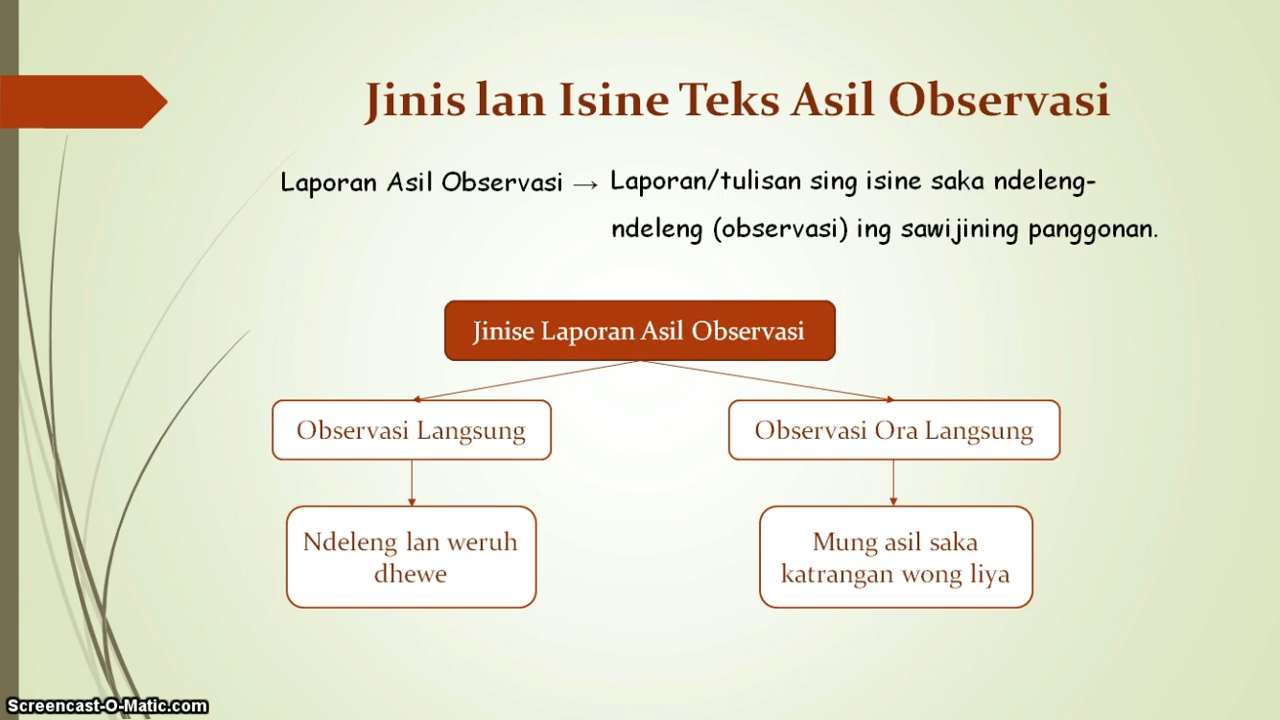 Jinis lan Isine Teks Asil Observasi
Laporan Asil Observasi → Laporan/tulisan sing isine saka ndeleng-
ndeleng (observasi) ing sawijining panggonan.
Jinise Laporan Asil Observasi
Observasi Langsung
Observasi Ora Langsung
Ndeleng lan weruh
dhewe
Mung asil saka
katrangan wong liya
Screencast-O-Matic.com